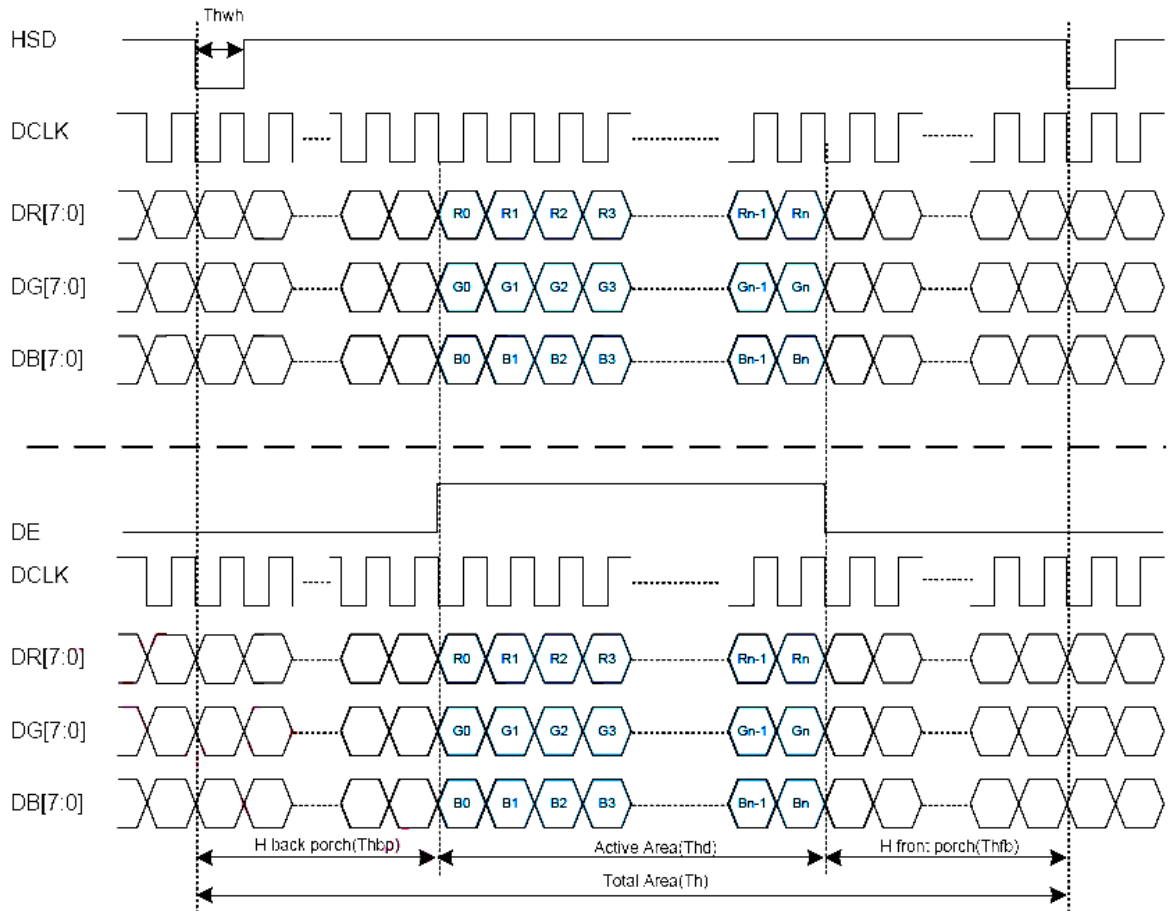 Thwh
HSD
DCLK
DR[7:0] R0 R1 R2 R3 Rn-1 Rn
DG[7:0] G0 G1 G2 G3 Gn-1 Gn
DB[7:0] B0 B1 B2 B3 Bn-1 Bn
DE
DCLK
DR[7:0] R0 R1 R2 R3 Rn-1 Rn
DG[7:0] G0 G1 G2 G3 Gn-1 Gn
DB[7:0] B0 B1 B2 B3 Bn-1 Bn
H back porch(Thbp) Active Area(Thd) H front porch(Thfb)
Total Area(Th)